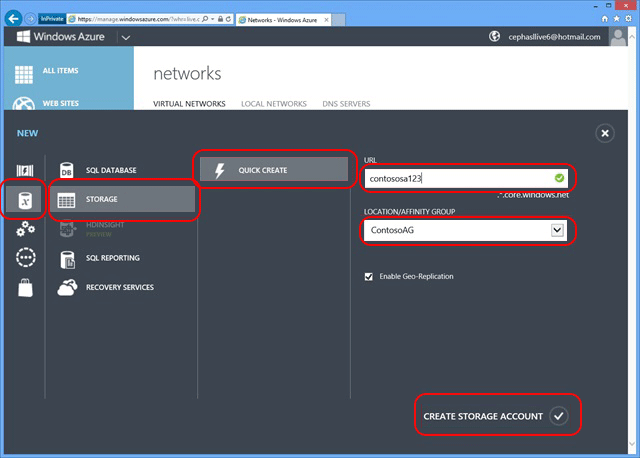 InPrivate
https://manage.windowsazure.com/?whr=live.c
Networks - Windows Azure
Windows Azure
cephasllive6@hotmail.com
ALL ITEMS
WEB SITES
networks
VIRTUAL NETWORKS LOCAL NETWORKS DNS SERVERS
NEW
SQL DATABASE
STORAGE
HDINSIGHT
PREVIEW
SQL REPORTING
RECOVERY SERVICES
QUICK CREATE
URL
contososa123
.*.core.windows.net
LOCATION/AFFINITY GROUP
ContosoAG
Enable Geo-Replication
CREATE STORAGE ACCOUNT